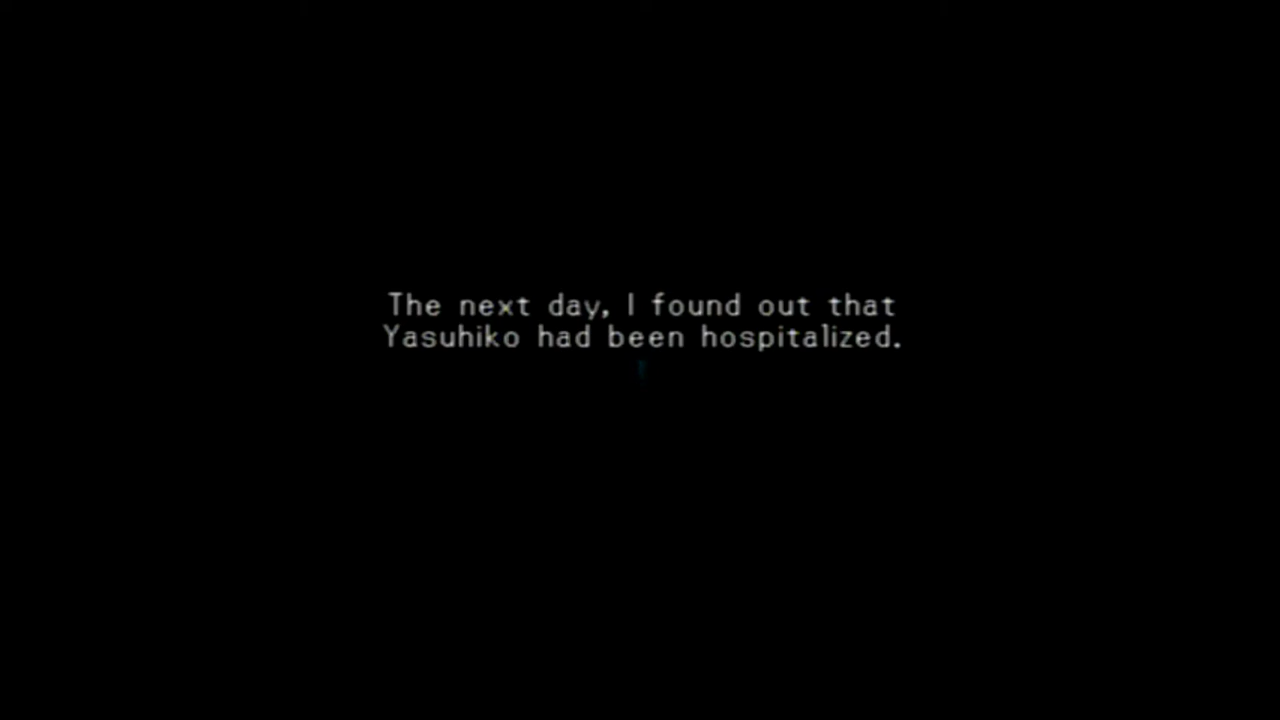 The next day, I found out that
Yasuhiko had been hospitalized.